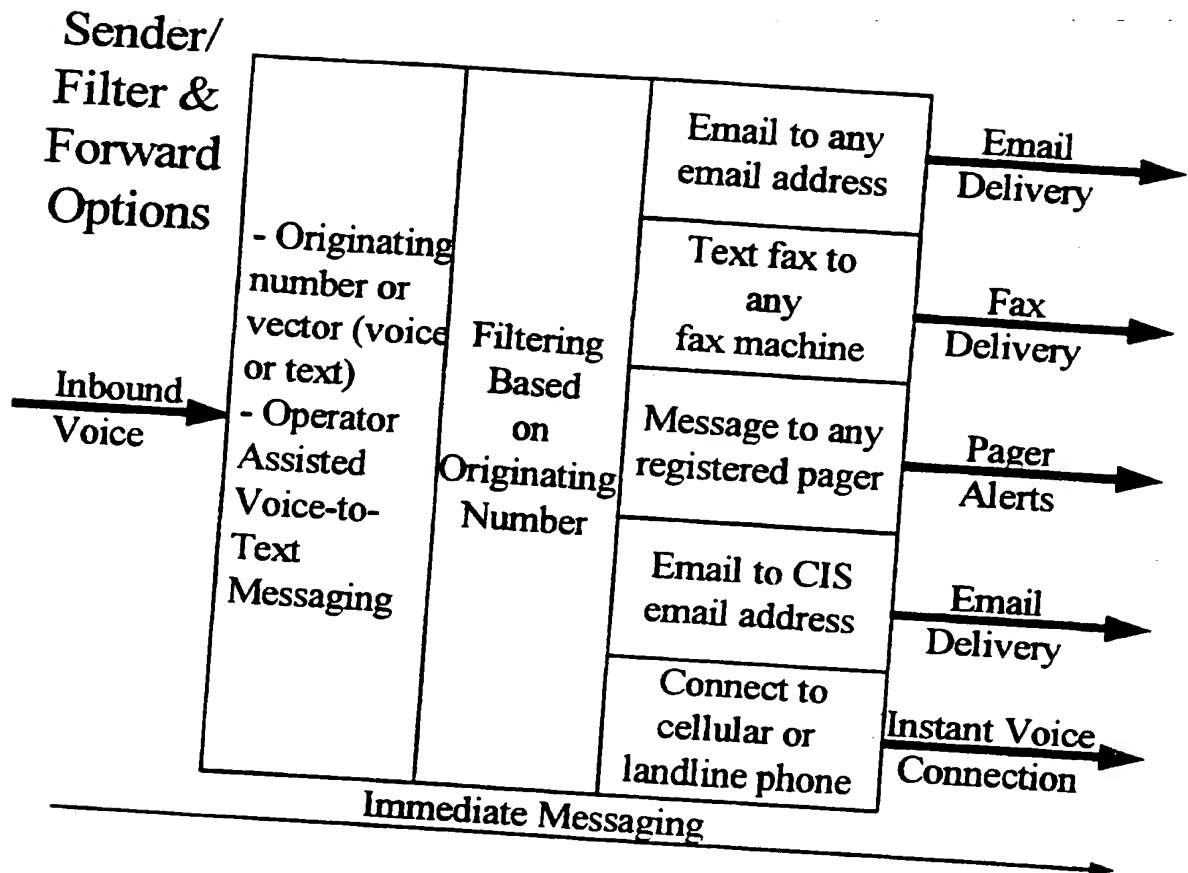 Sender/
Filter &
Forward
Options
Inbound
Voice
- Originating
number or
vector (voice
or text)
- Operator
Assisted
Voice-to-
Text
Messaging
Filtering
Based
on
Originating
Number
Email to any
email address
Text fax to
any
fax machine
Message to any
registered pager
Email to CIS
email address
Connect to
cellular or
landline phone
Email
Delivery
Fax
Delivery
Pager
Alerts
Email
Delivery
Instant Voice
Connection
Immediate Messaging